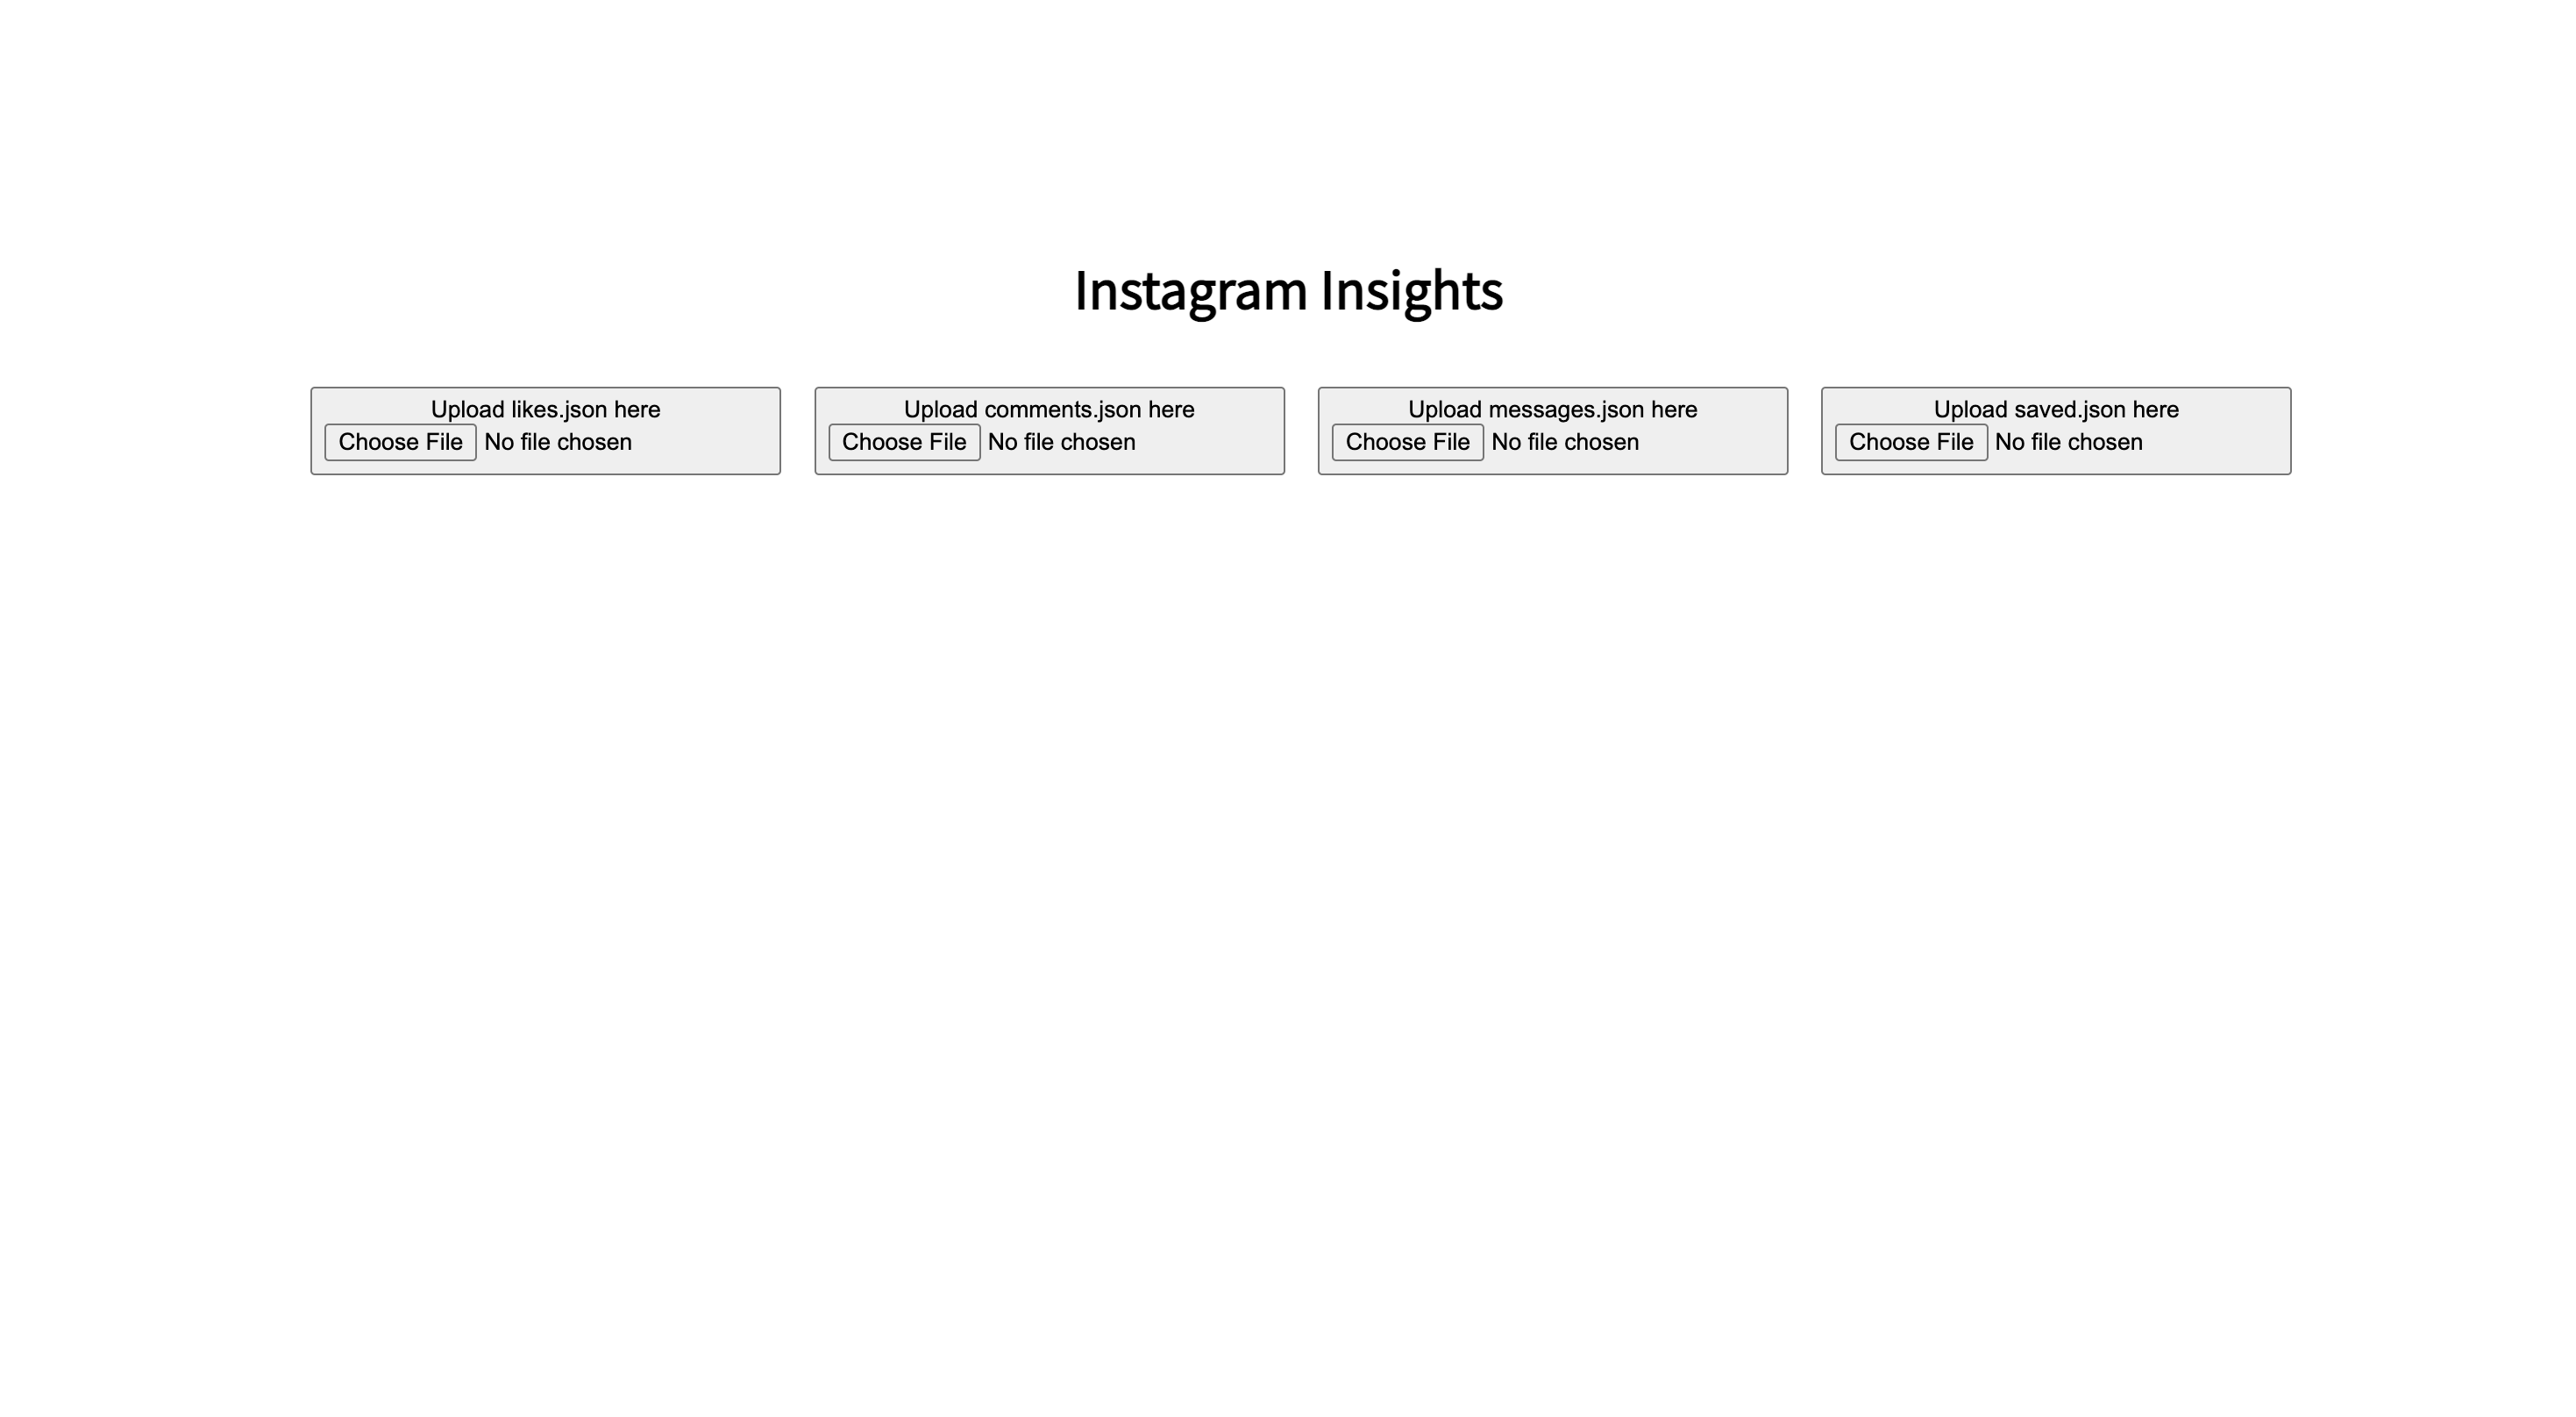 Instagram Insights
Upload likes.json here
Choose File No file chosen
Upload comments.json here
Choose File No file chosen
Upload messages.json here
Choose File No file chosen
Upload saved.json here
Choose File No file chosen